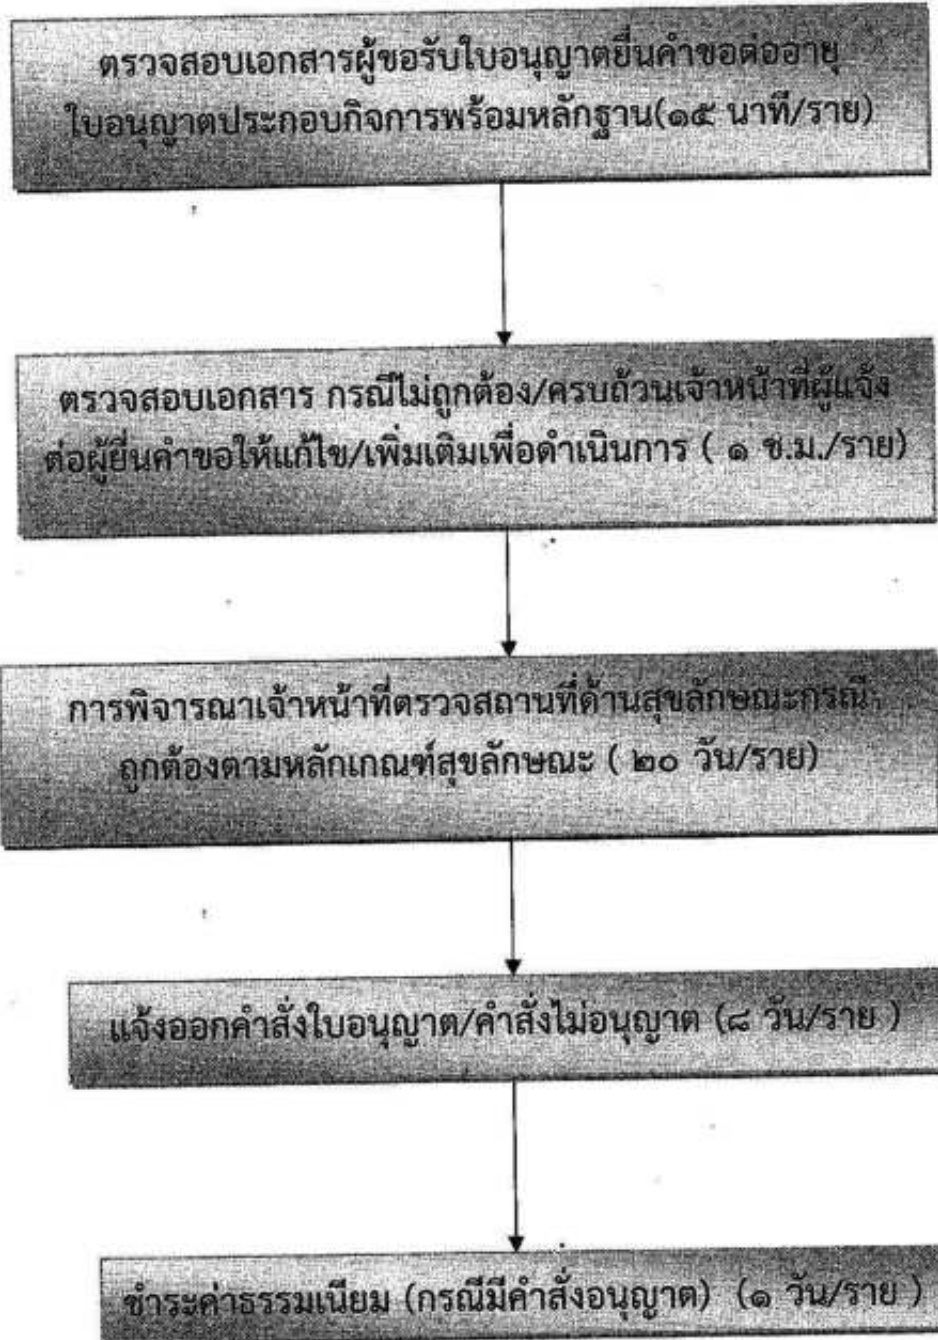 ตรวจสอบเอกสารผู้ขอรับใบอนุญาตยื่นคำขอต่ออายุ
ใบอนุญาตประกอบกิจการพร้อมหลักฐาน(๑๕ นาที/ราย)
ตรวจสอบเอกสาร กรณีไม่ถูกต้อง/ครบถ้วนเจ้าหน้าที่ผู้แจ้ง
ต่อผู้ยื่นคำขอให้แก้ไข/เพิ่มเติมเพื่อดำเนินการ ( ๑ ช.ม./ราย)
การพิจารณาเจ้าหน้าที่ตรวจสถานที่ด้านสุขลักษณะกรณี
ถูกต้องตามหลักเกณฑ์สุขลักษณะ ( ๒๐ วัน/ราย)
แจ้งออกคำสั่งใบอนุญาต/คำสั่งไม่อนุญาต (๘ วัน/ราย )
ชำระค่าธรรมเนียม (กรณีมีคำสั่งอนุญาต) (๑ วัน/ราย )